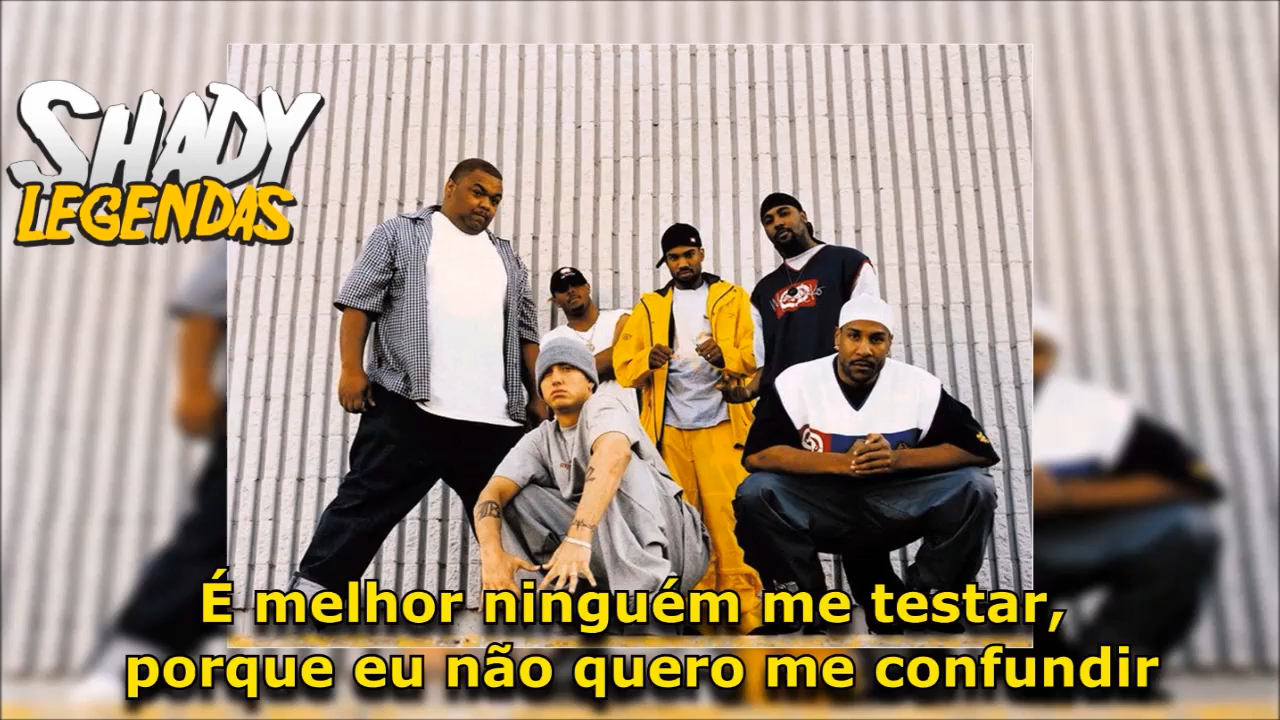 SHADY
LEGENDAS
É melhor ninguém me testar,
porque eu não quero me confundir